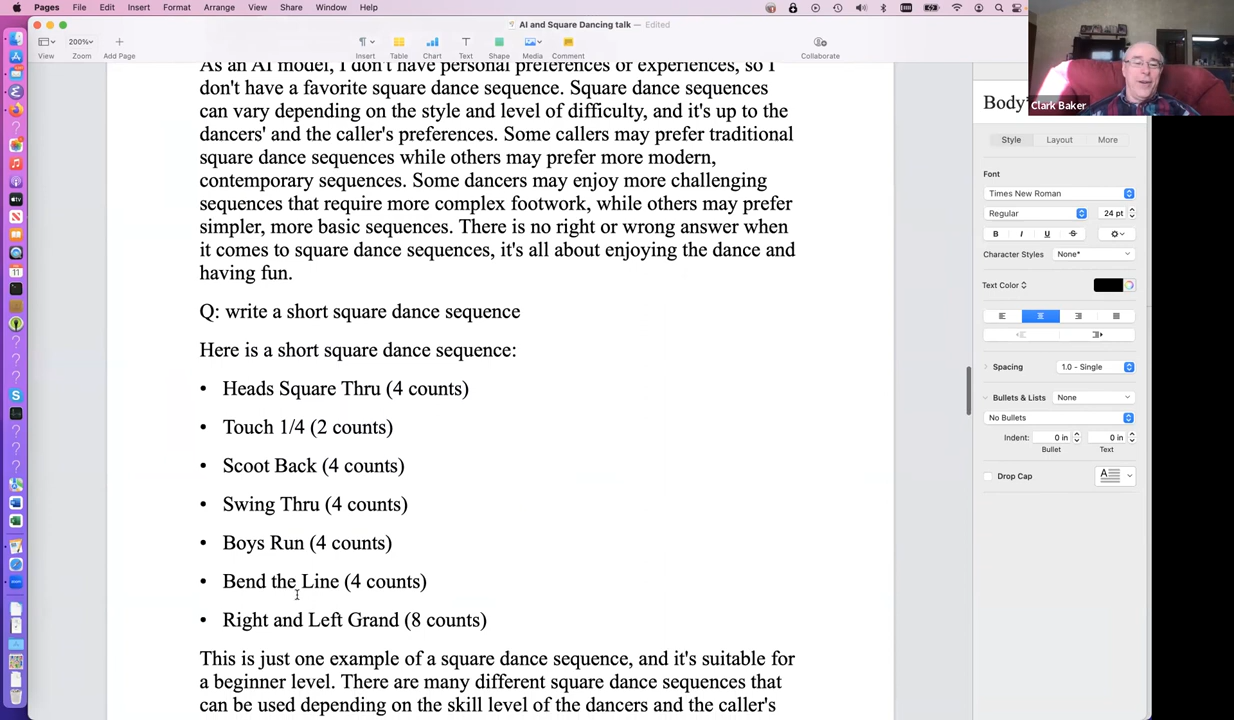 Pages File Edit Insert Format Arrange View Share Window Help
AI and Square Dancing talk — Edited
200%
View Zoom Add Page Insert Table Chart Text Shape Media Comment Collaborate
As an AI model, I don't have personal preferences or experiences, so I
don't have a favorite square dance sequence. Square dance sequences
can vary depending on the style and level of difficulty, and it's up to the
dancers' and the caller's preferences. Some callers may prefer traditional
square dance sequences while others may prefer more modern,
contemporary sequences. Some dancers may enjoy more challenging
sequences that require more complex footwork, while others may prefer
simpler, more basic sequences. There is no right or wrong answer when
it comes to square dance sequences, it's all about enjoying the dance and
having fun.
Q: write a short square dance sequence
Here is a short square dance sequence:
• Heads Square Thru (4 counts)
• Touch 1/4 (2 counts)
• Scoot Back (4 counts)
• Swing Thru (4 counts)
• Boys Run (4 counts)
• Bend the Line (4 counts)
• Right and Left Grand (8 counts)
This is just one example of a square dance sequence, and it's suitable for
a beginner level. There are many different square dance sequences that
can be used depending on the skill level of the dancers and the caller's
Clark Baker
Style Layout More
Font
Times New Roman
Regular 24 pt
B I U S
Character Styles None*
Text Color
Spacing 1.0 - Single
Bullets & Lists None
No Bullets
Indent: 0 in 0 in
Bullet Text
Drop Cap